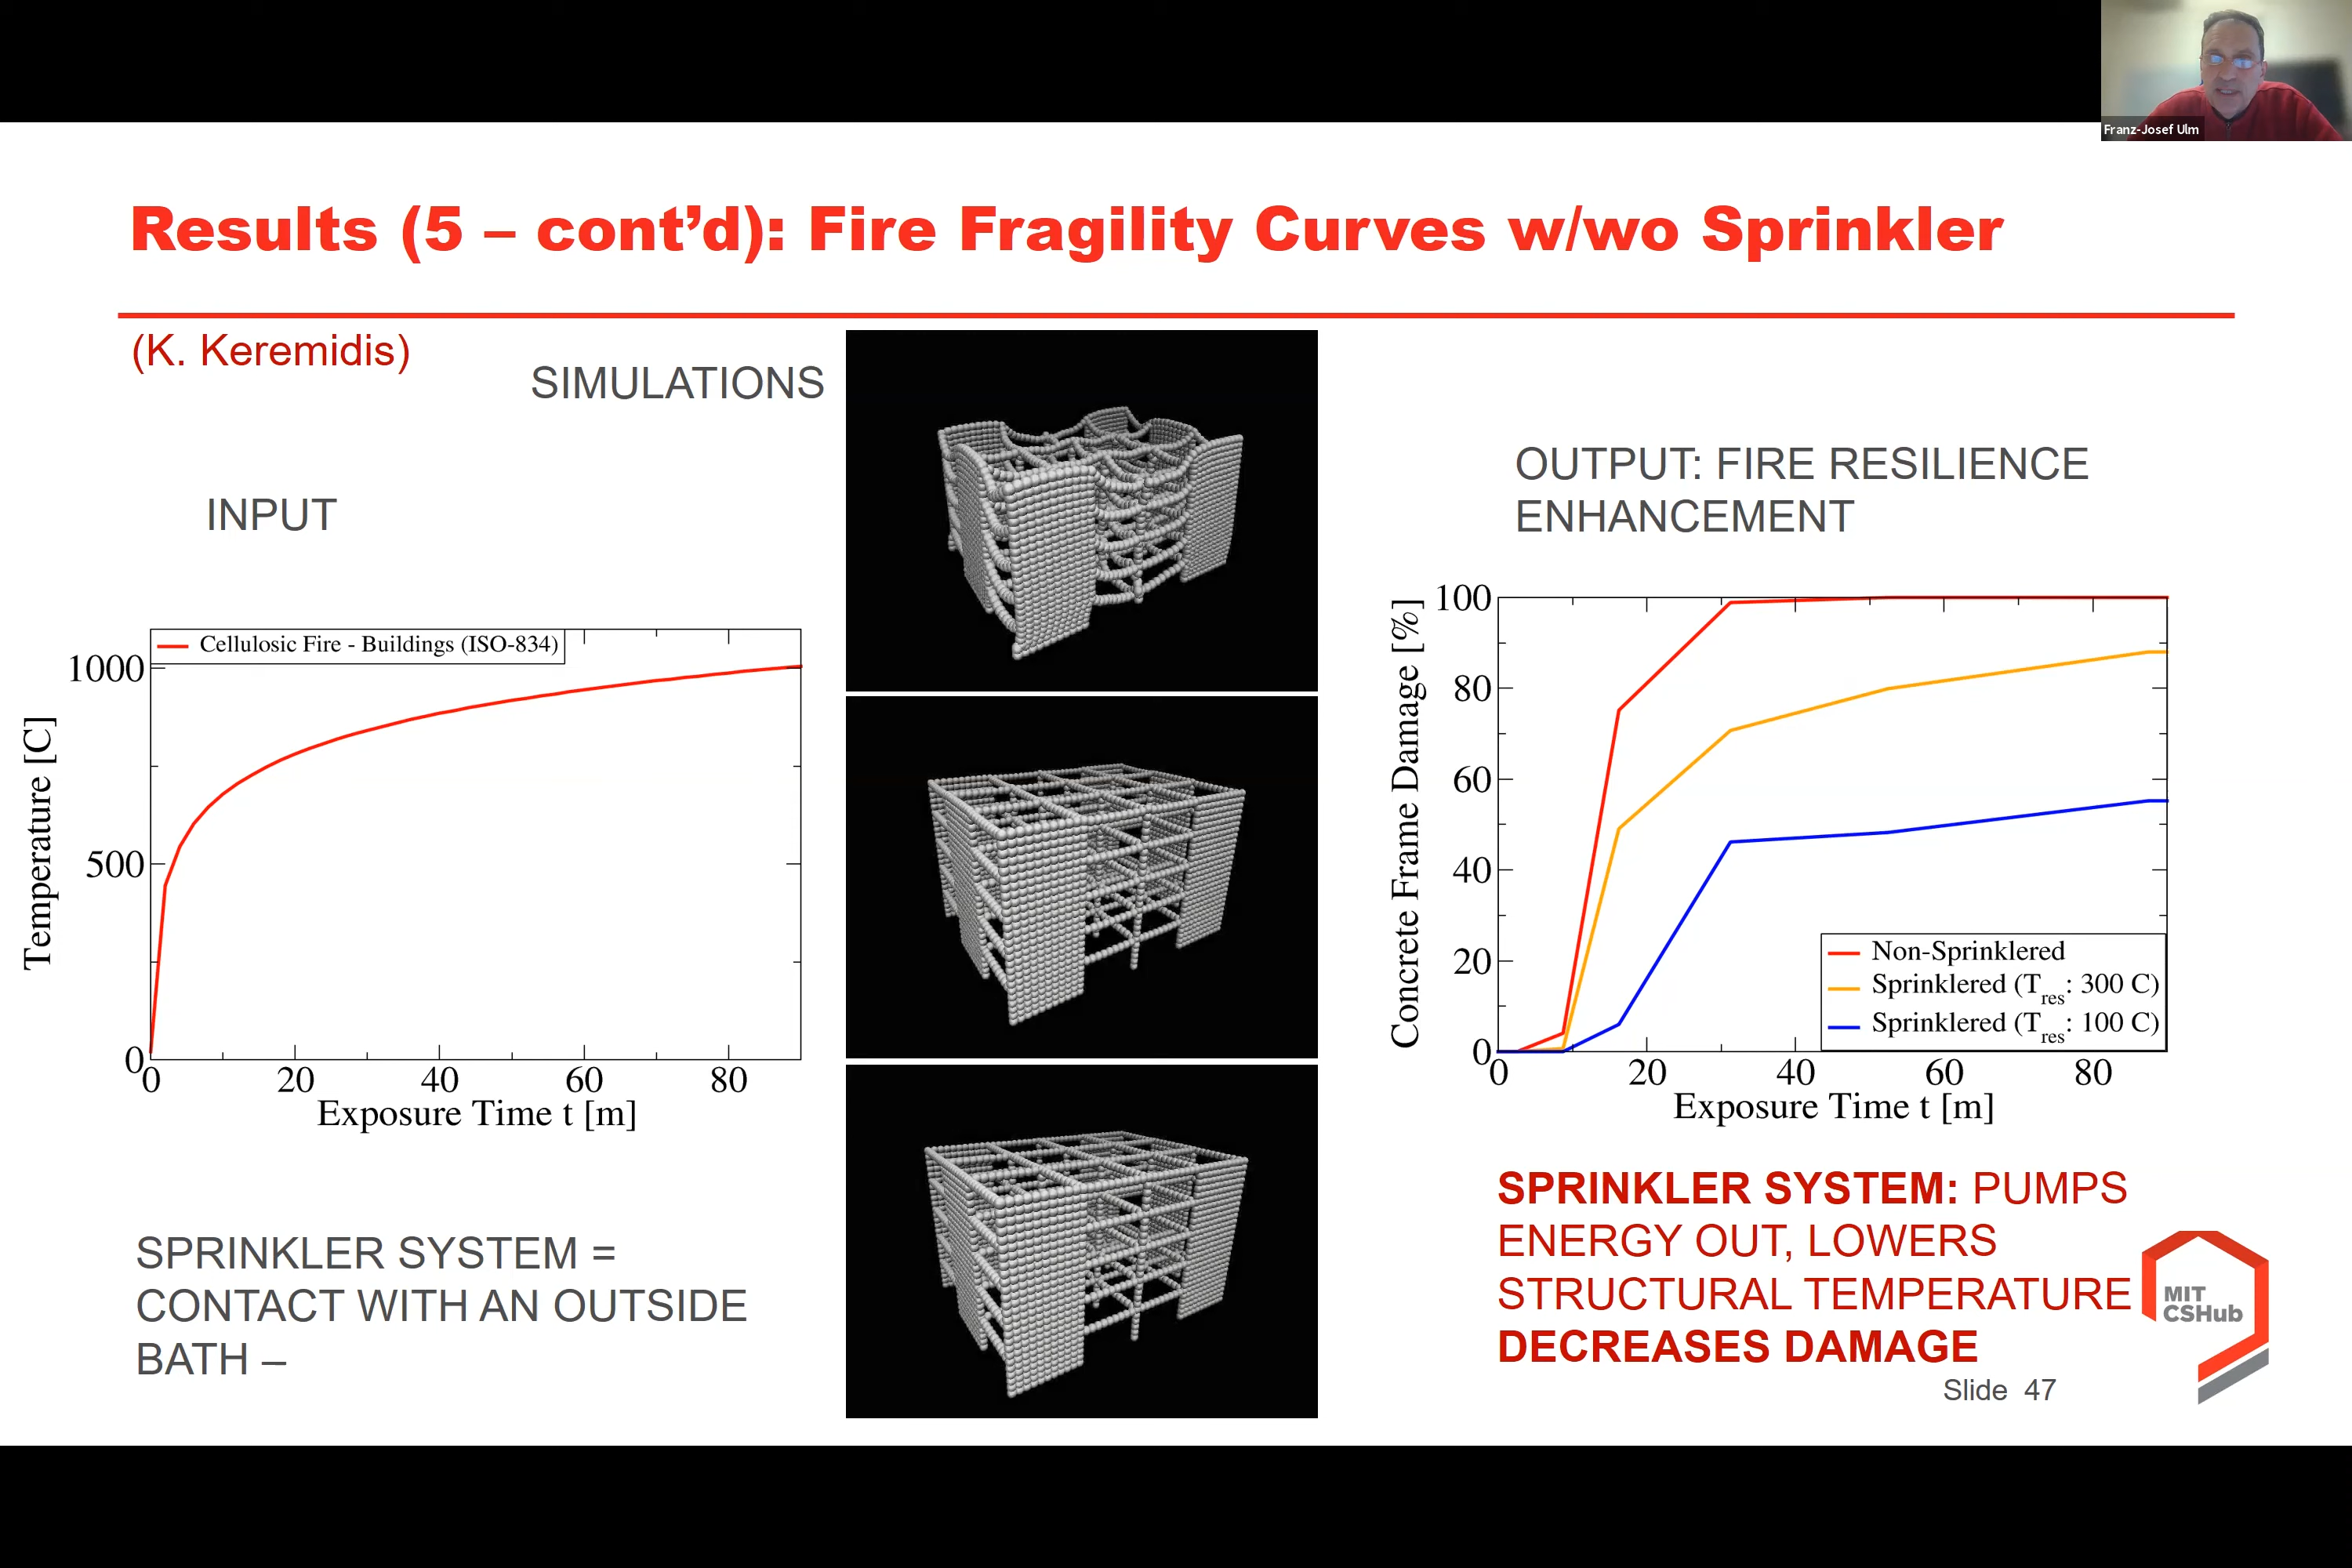 Franz-Josef Ulm
Results (5 – cont’d): Fire Fragility Curves w/wo Sprinkler
(K. Keremidis)
SIMULATIONS
INPUT
Cellulosic Fire - Buildings (ISO-834)
1000
500
0
Temperature [C]
0 20 40 60 80
Exposure Time t [m]
SPRINKLER SYSTEM =
CONTACT WITH AN OUTSIDE
BATH –
OUTPUT: FIRE RESILIENCE
ENHANCEMENT
100
80
60
40
20
0
Concrete Frame Damage [%]
Non-Sprinklered
Sprinklered (Tres: 300 C)
Sprinklered (Tres: 100 C)
0 20 40 60 80
Exposure Time t [m]
SPRINKLER SYSTEM: PUMPS
ENERGY OUT, LOWERS
STRUCTURAL TEMPERATURE
DECREASES DAMAGE
MIT
CSHub
Slide 47